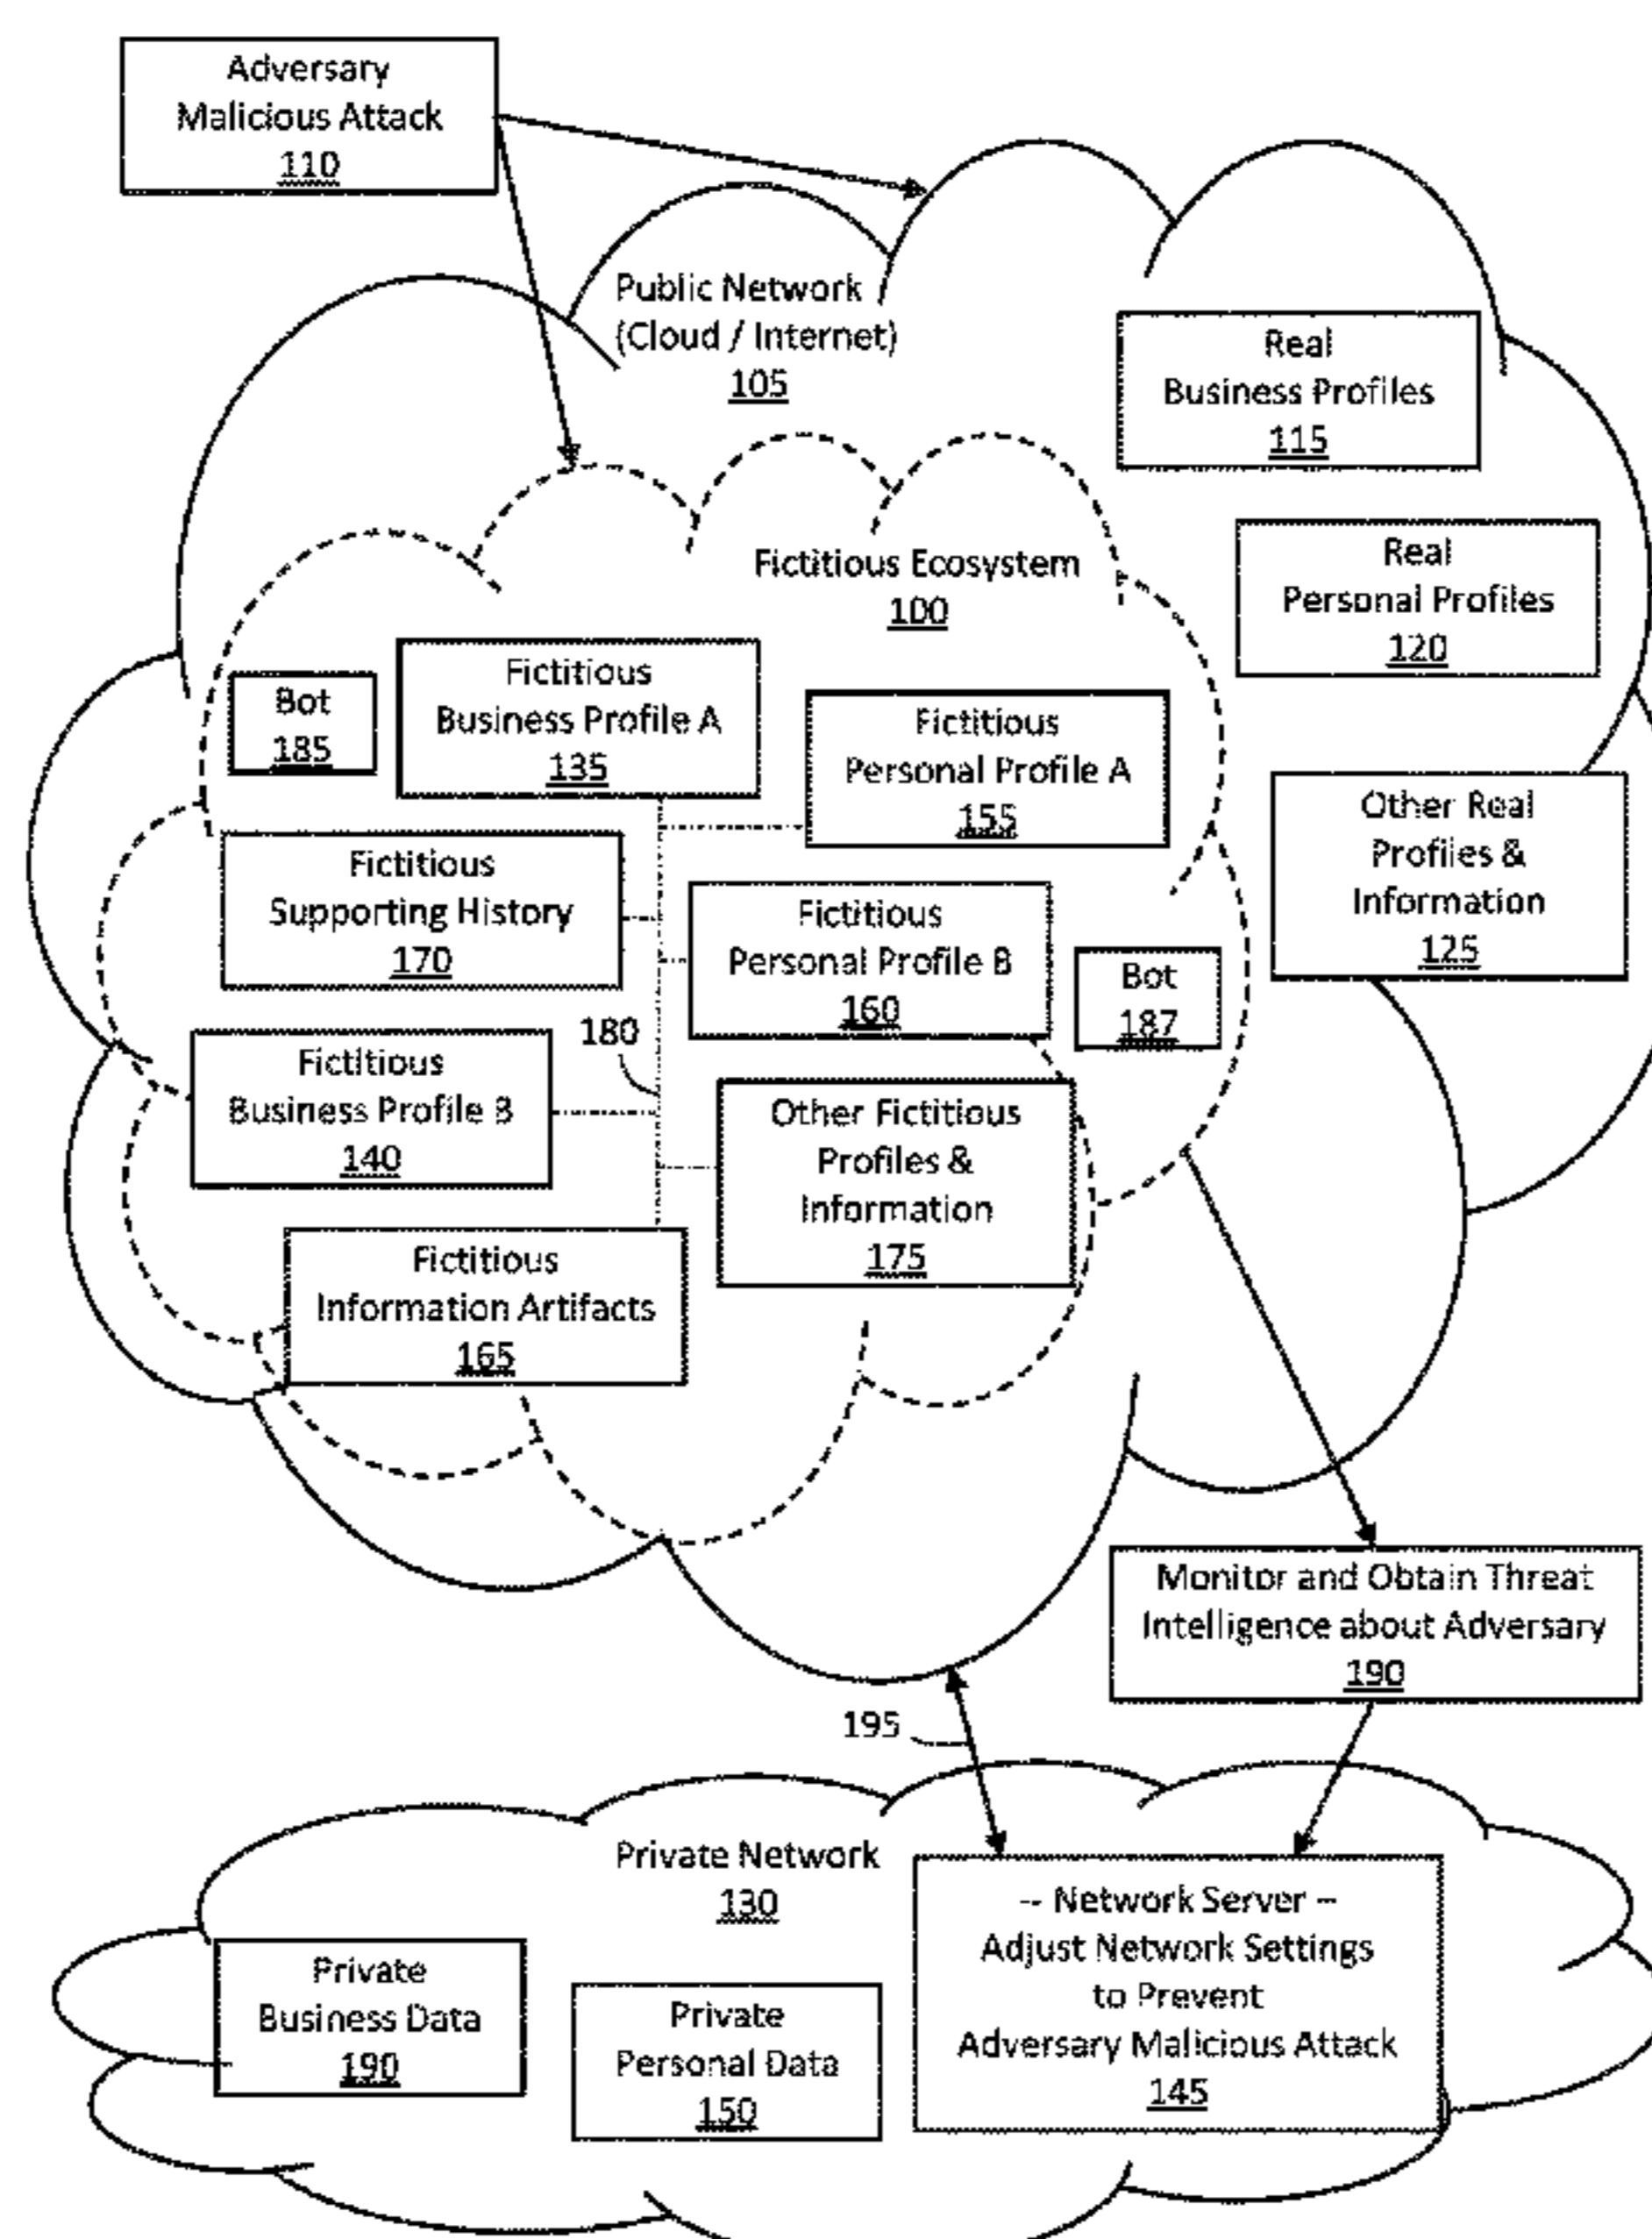 Adversary
Malicious Attack
110
Public Network
(Cloud / Internet)
105
Real
Business Profiles
115
Fictitious Ecosystem
100
Real
Personal Profiles
120
Bot
185
Fictitious
Business Profile A
135
Fictitious
Personal Profile A
155
Other Real
Profiles &
Information
125
Fictitious
Supporting History
170
Fictitious
Personal Profile B
160
Bot
187
180
Fictitious
Business Profile B
140
Other Fictitious
Profiles &
Information
175
Fictitious
Information Artifacts
165
Monitor and Obtain Threat
Intelligence about Adversary
190
195
Private Network
130
-- Network Server --
Adjust Network Settings
to Prevent
Adversary Malicious Attack
145
Private
Business Data
190
Private
Personal Data
150